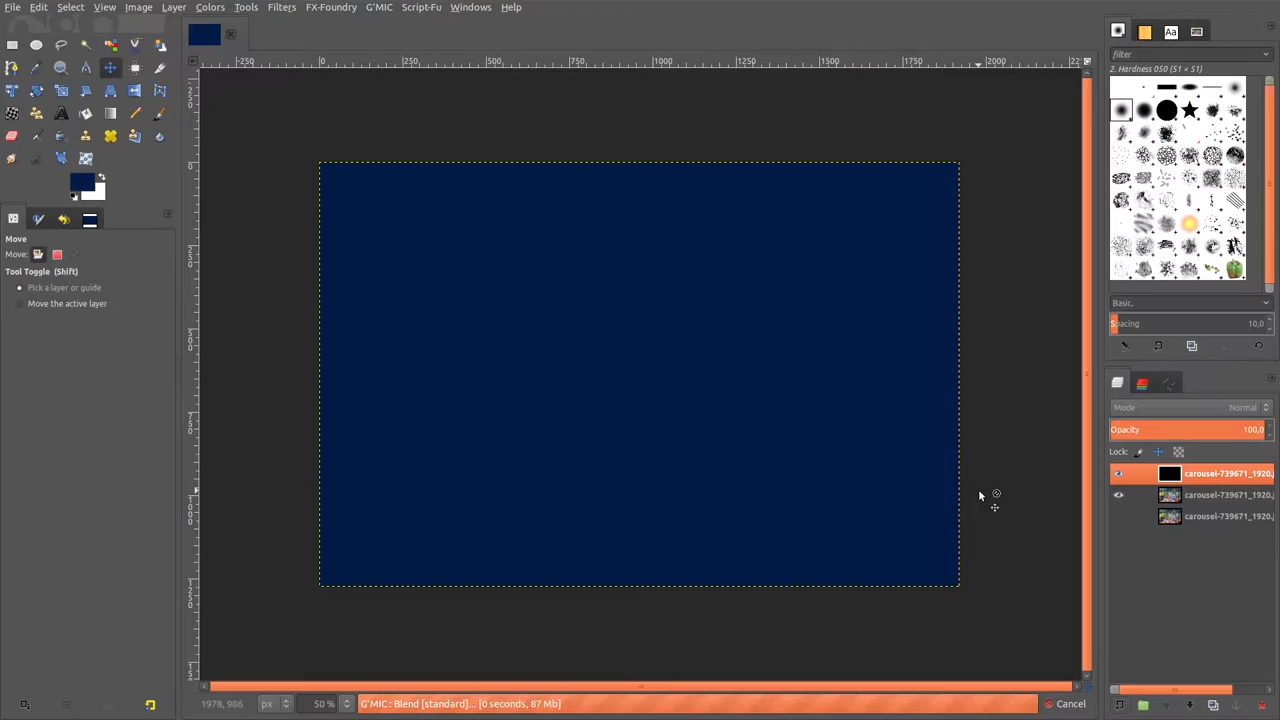 File Edit Select View Image Layer Colors Tools Filters FX-Foundry G'MIC Script-Fu Windows Help
-250 0 250 500 750 1000 1250 1500 1750 2000
Aa
filter
2. Hardness 050 (51 × 51)
Move
Move:
Tool Toggle (Shift)
Pick a layer or guide
Move the active layer
Basic,
Spacing 10,0
Mode Normal
Opacity 100,0
Lock:
carousel-739671_1920.j
carousel-739671_1920.j
carousel-739671_1920.j
1978, 986 px 50 % G'MIC: Blend [standard]... [0 seconds, 87 Mb] Cancel